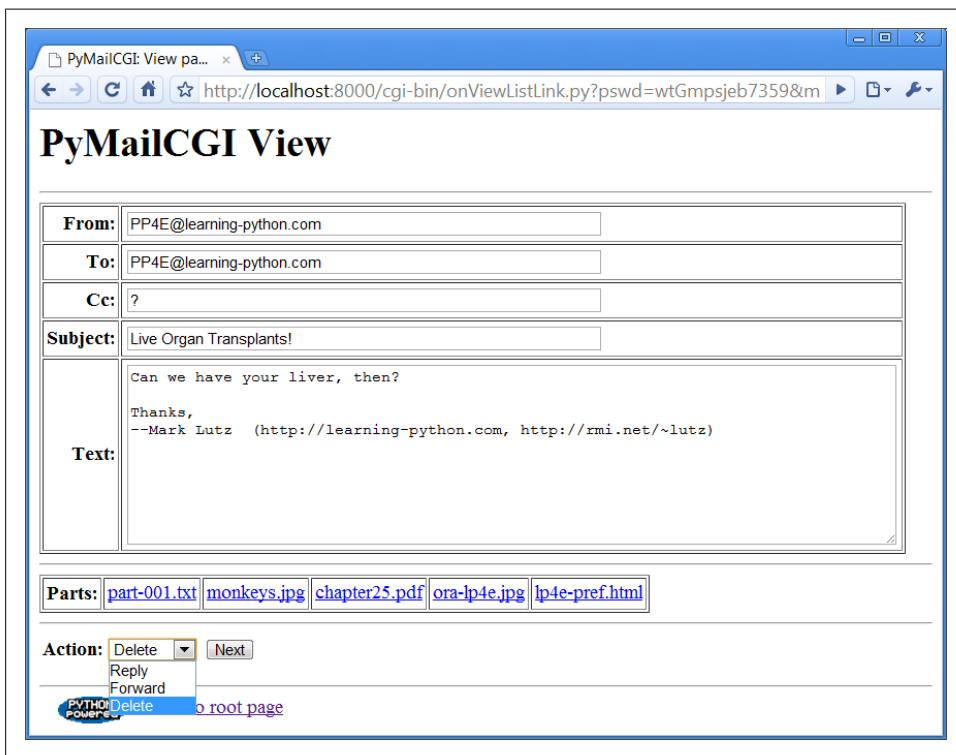 PyMailCGI: View pa...
http://localhost:8000/cgi-bin/onViewListLink.py?pswd=wtGmpsjeb7359&m
PyMailCGI View
From: PP4E@learning-python.com
To: PP4E@learning-python.com
Cc: ?
Subject: Live Organ Transplants!
Text:
Can we have your liver, then?
Thanks,
--Mark Lutz (http://learning-python.com, http://rmi.net/~lutz)
Parts: part-001.txt monkeys.jpg chapter25.pdf ora-lp4e.jpg lp4e-pref.html
Action: Delete Next
Reply
Forward
Delete
o root page